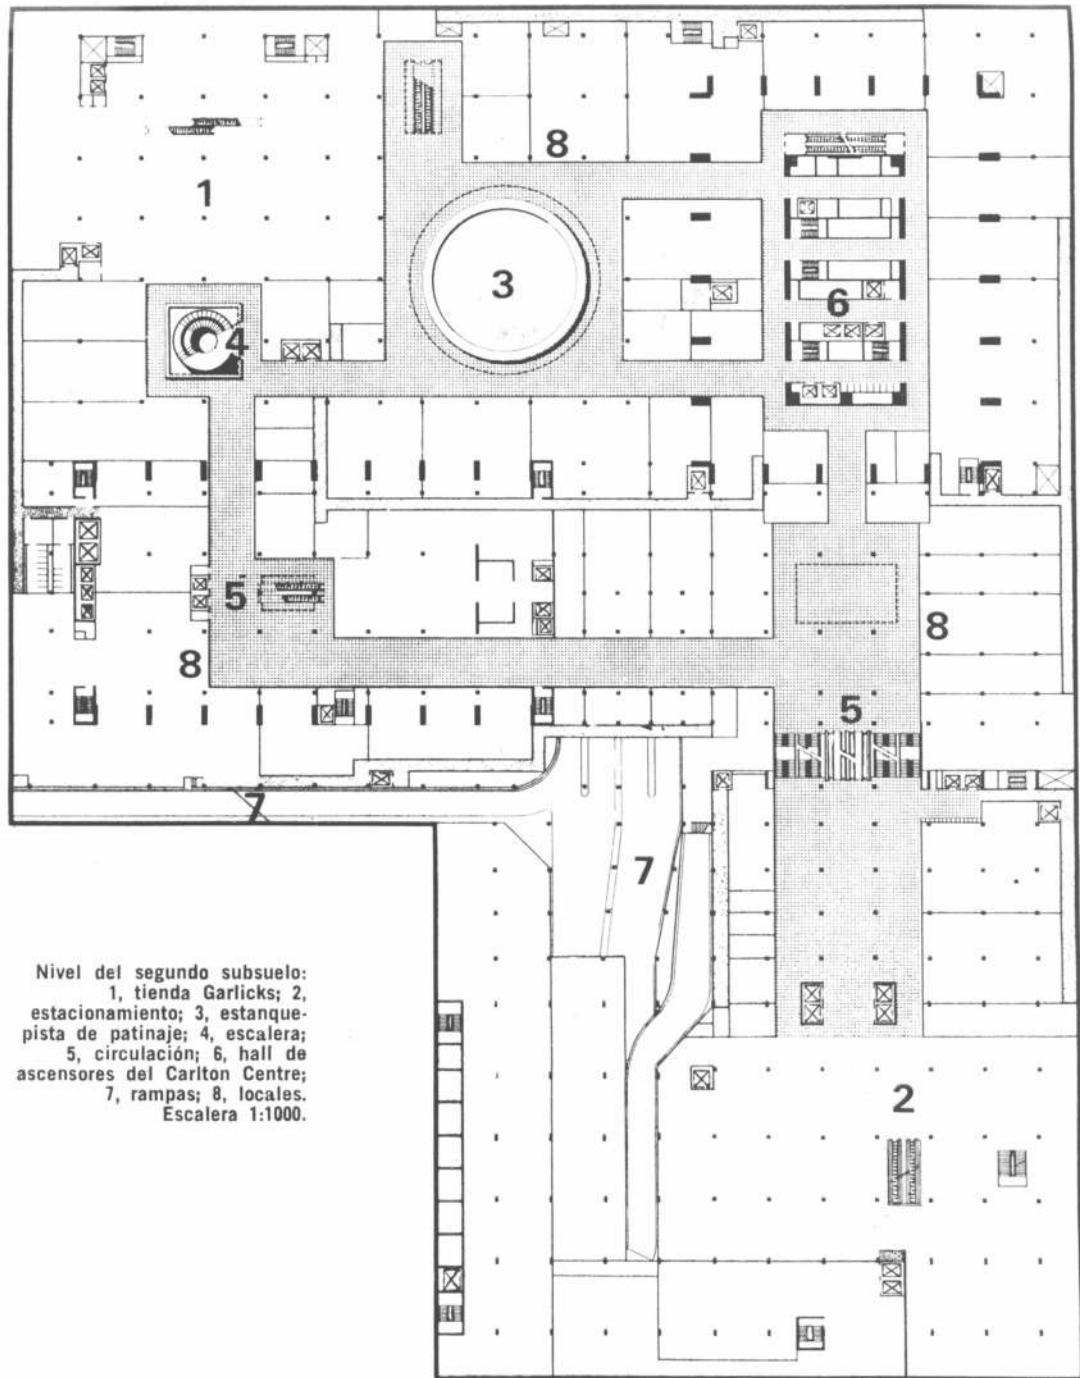 8
1
3
6
4
5
8
8
5
7
7
2
Nivel del segundo subsuelo:
1, tienda Garlicks; 2,
estacionamiento; 3, estanque-
pista de patinaje; 4, escalera;
5, circulación; 6, hall de
ascensores del Carlton Centre;
7, rampas; 8, locales.
Escalera 1:1000.